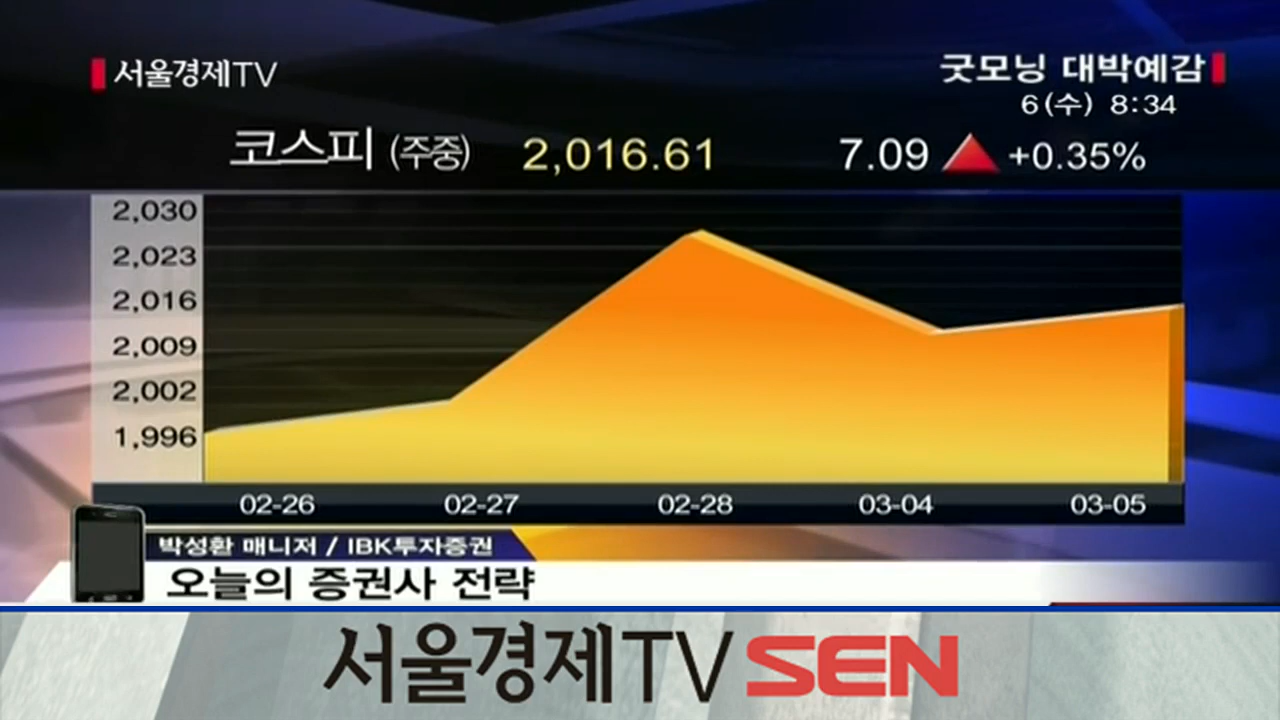 서울경제TV
굿모닝 대박예감
6(수) 8:34
코스피 (주중) 2,016.61 7.09 ▲ +0.35%
2,030
2,023
2,016
2,009
2,002
1,996
02-26 02-27 02-28 03-04 03-05
박성환 매니저 / IBK투자증권
오늘의 증권사 전략
서울경제TV SEN